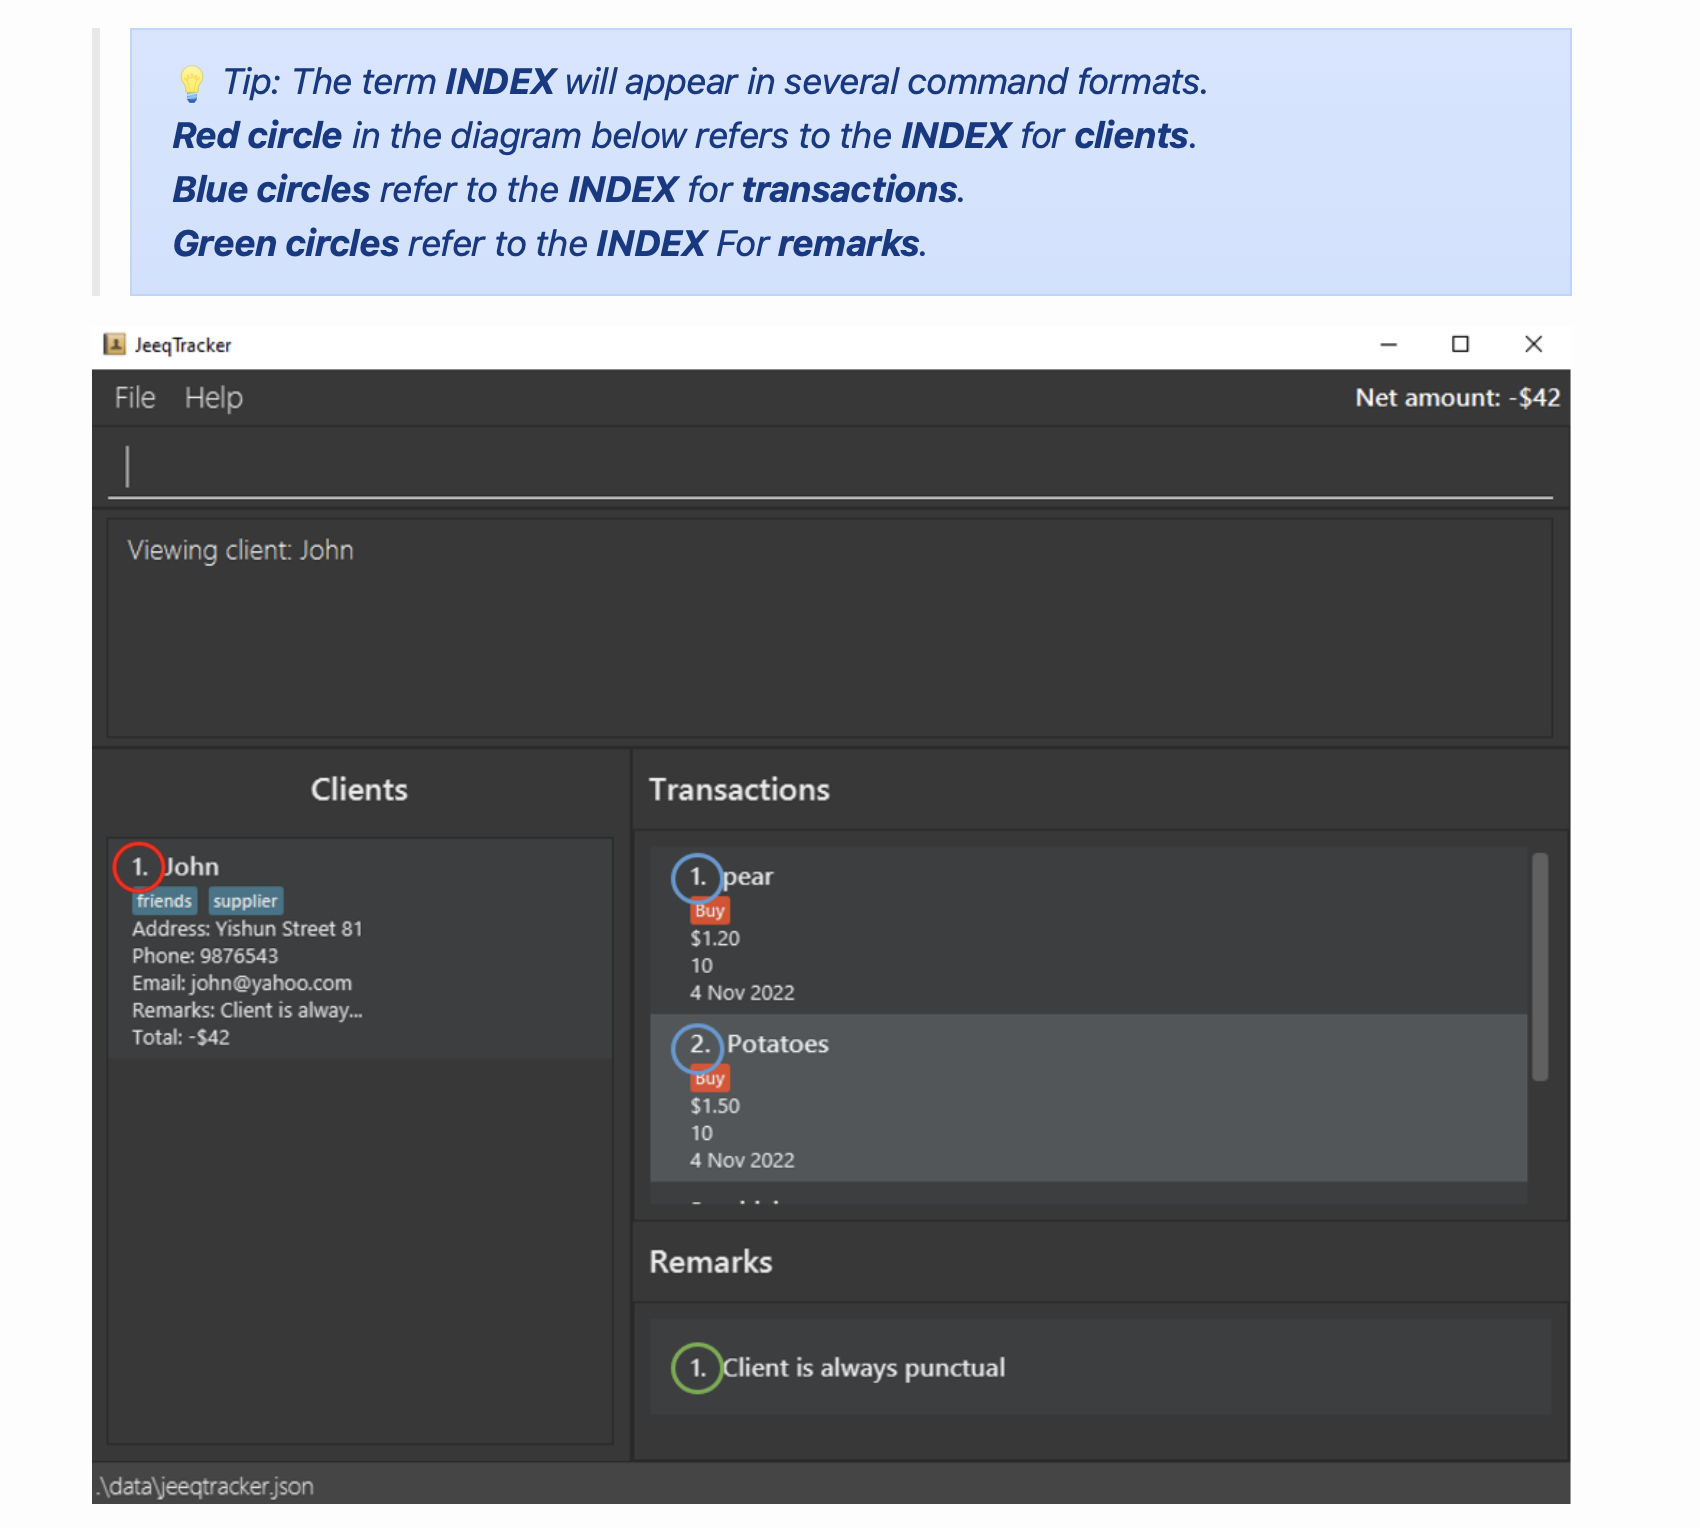 Tip: The term INDEX will appear in several command formats.
Red circle in the diagram below refers to the INDEX for clients.
Blue circles refer to the INDEX for transactions.
Green circles refer to the INDEX For remarks.
JeeqTracker
File Help Net amount: -$42
Viewing client: John
Clients
1. John
friends supplier
Address: Yishun Street 81
Phone: 9876543
Email: john@yahoo.com
Remarks: Client is alway...
Total: -$42
Transactions
1. pear
Buy
$1.20
10
4 Nov 2022
2. Potatoes
Buy
$1.50
10
4 Nov 2022
Remarks
1. Client is always punctual
.\data\jeeqtracker.json